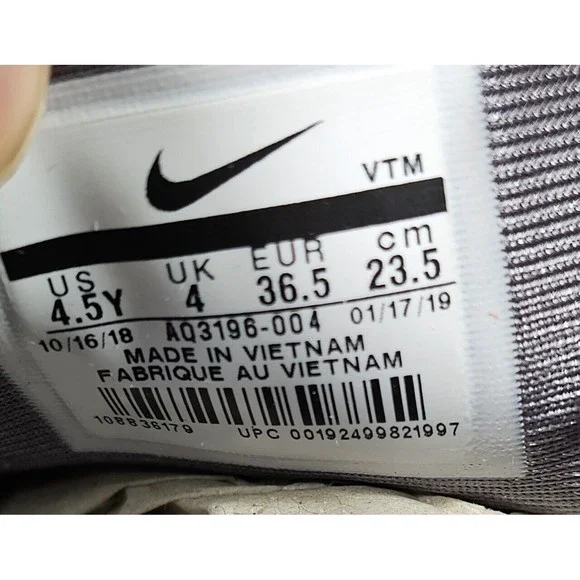 VTM
US UK EUR cm
4.5Y 4 36.5 23.5
10/16/18 AQ3196-004 01/17/19
MADE IN VIETNAM
FABRIQUE AU VIETNAM
108836179 UPC 00192499821997